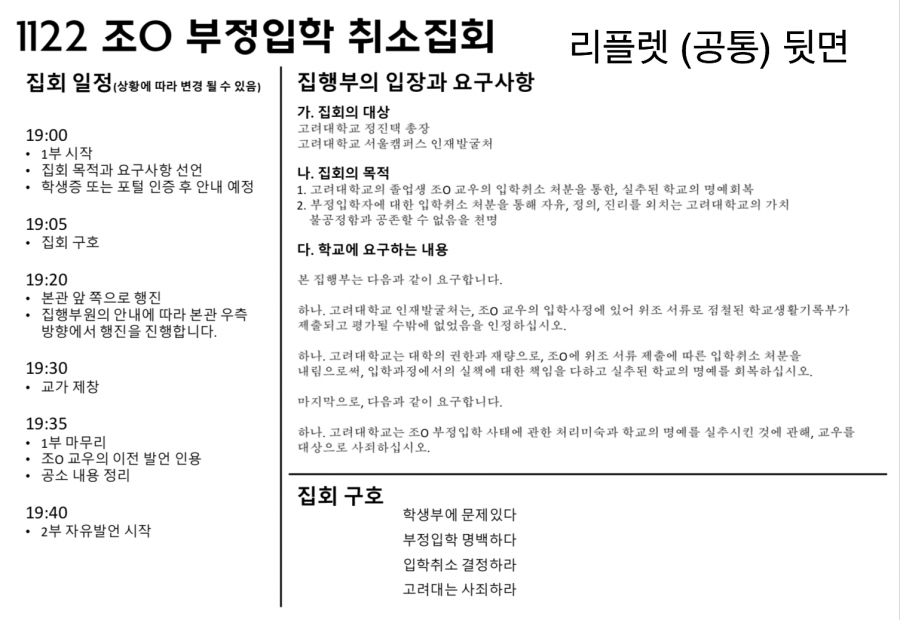 1122 조O 부정입학 취소집회
리플렛 (공통) 뒷면
집회 일정(상황에 따라 변경 될 수 있음)
19:00
• 1부 시작
• 집회 목적과 요구사항 선언
• 학생증 또는 포털 인증 후 안내 예정
19:05
• 집회 구호
19:20
• 본관 앞 쪽으로 행진
• 집행부원의 안내에 따라 본관 우측
방향에서 행진을 진행합니다.
19:30
• 교가 제창
19:35
• 1부 마무리
• 조O 교우의 이전 발언 인용
• 공소 내용 정리
19:40
• 2부 자유발언 시작
집행부의 입장과 요구사항
가. 집회의 대상
고려대학교 정진택 총장
고려대학교 서울캠퍼스 인재발굴처
나. 집회의 목적
1. 고려대학교의 졸업생 조O 교우의 입학취소 처분을 통한, 실추된 학교의 명예회복
2. 부정입학자에 대한 입학취소 처분을 통해 자유, 정의, 진리를 외치는 고려대학교의 가치
불공정함과 공존할 수 없음을 천명
다. 학교에 요구하는 내용
본 집행부는 다음과 같이 요구합니다.
하나. 고려대학교 인재발굴처는, 조O 교우의 입학사정에 있어 위조 서류로 점철된 학교생활기록부가
제출되고 평가될 수밖에 없었음을 인정하십시오.
하나. 고려대학교는 대학의 권한과 재량으로, 조O에 위조 서류 제출에 따른 입학취소 처분을
내림으로써, 입학과정에서의 실책에 대한 책임을 다하고 실추된 학교의 명예를 회복하십시오.
마지막으로, 다음과 같이 요구합니다.
하나. 고려대학교는 조O 부정입학 사태에 관한 처리미숙과 학교의 명예를 실추시킨 것에 관해, 교우를
대상으로 사죄하십시오.
집회 구호
학생부에 문제있다
부정입학 명백하다
입학취소 결정하라
고려대는 사죄하라